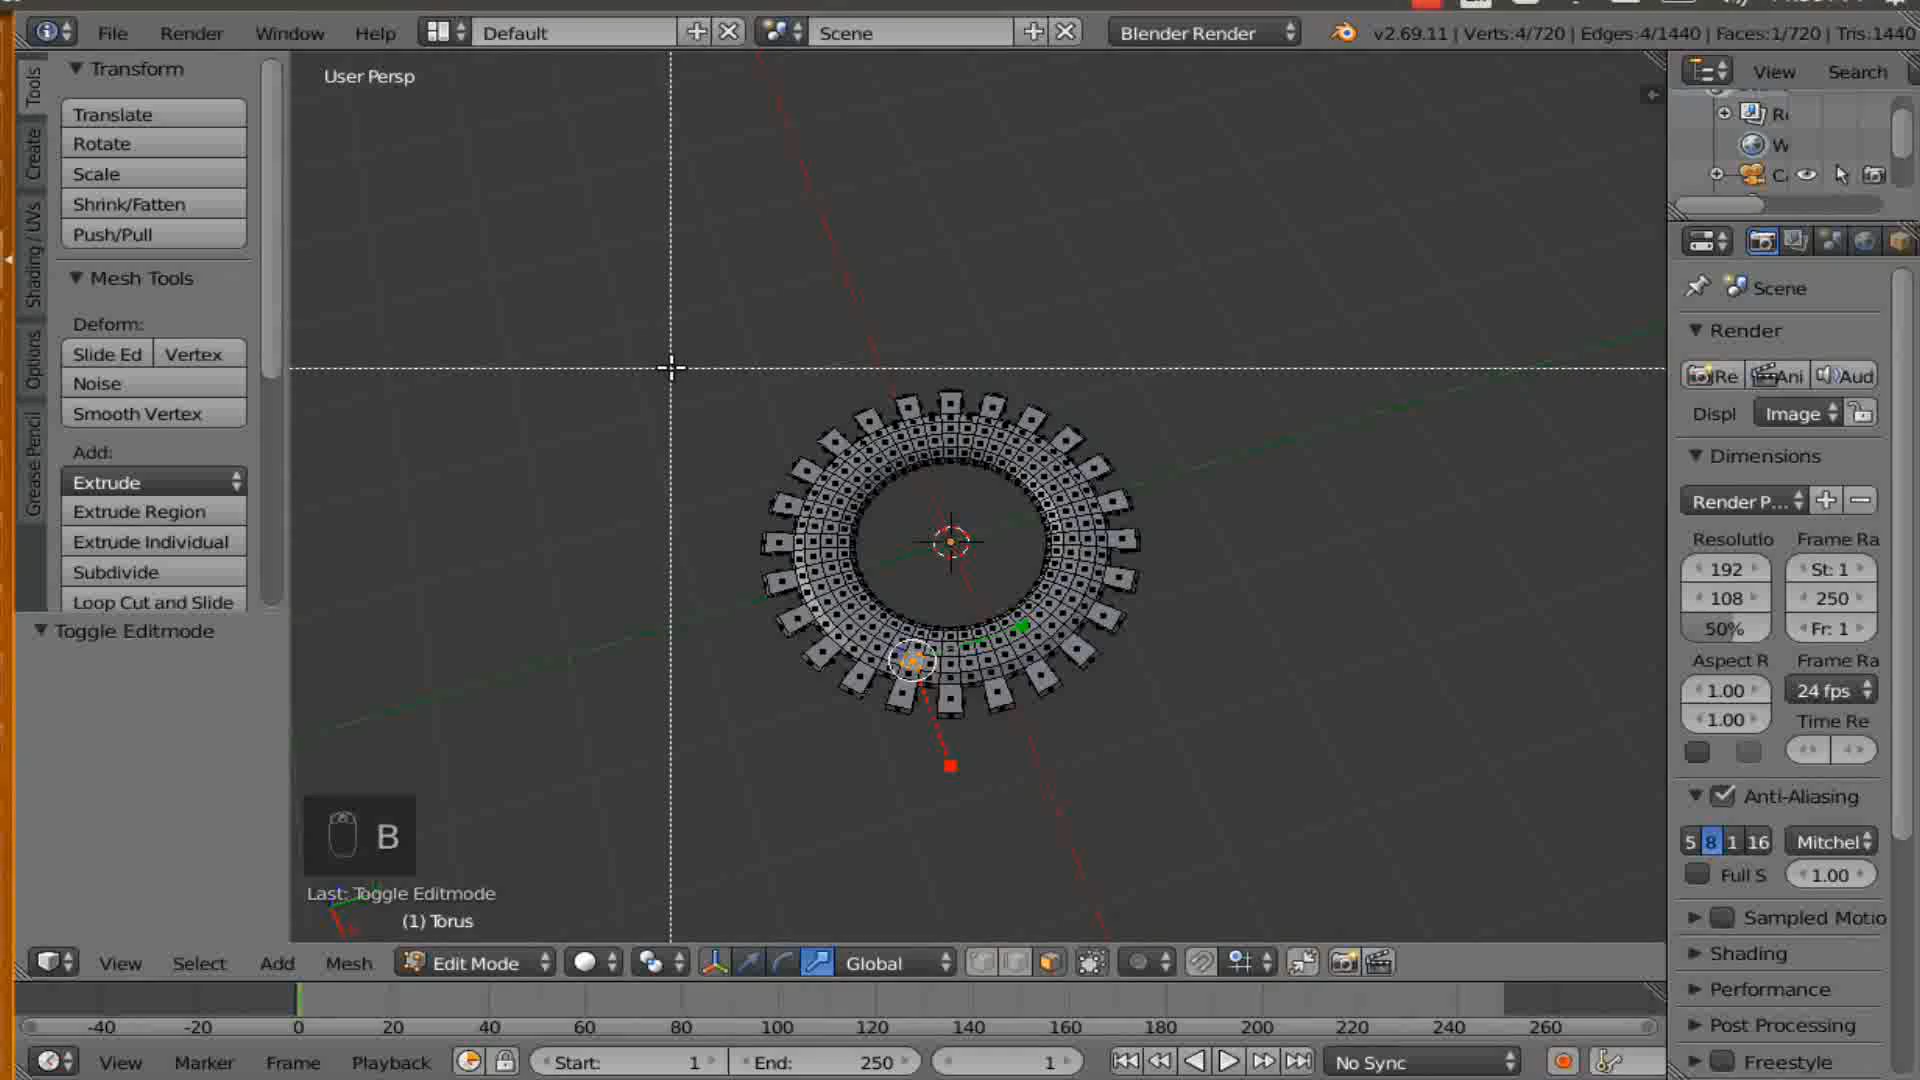 File Render Window Help Default Scene Blender Render v2.69.11 | Verts:4/720 | Edges:4/1440 | Faces:1/720 | Tris:1440
Tools
Create
Shading / UVs
Options
Grease Pencil
Transform
Translate
Rotate
Scale
Shrink/Fatten
Push/Pull
Mesh Tools
Deform:
Slide Ed Vertex
Noise
Smooth Vertex
Add:
Extrude
Extrude Region
Extrude Individual
Subdivide
Loop Cut and Slide
Toggle Editmode
User Persp
B
Last: Toggle Editmode
(1) Torus
View Search
Scene
Render
Re Ani Aud
Displ Image
Dimensions
Render P...
Resolutio Frame Ra
192 St: 1
108 250
50% Fr: 1
Aspect R Frame Ra
1.00 24 fps
1.00 Time Re
Anti-Aliasing
5 8 1 16 Mitchel
Full S 1.00
Sampled Motio
Shading
Performance
Post Processing
Freestyle
View Select Add Mesh Edit Mode Global
-40 -20 0 20 40 60 80 100 120 140 160 180 200 220 240 260
View Marker Frame Playback Start: 1 End: 250 1 No Sync